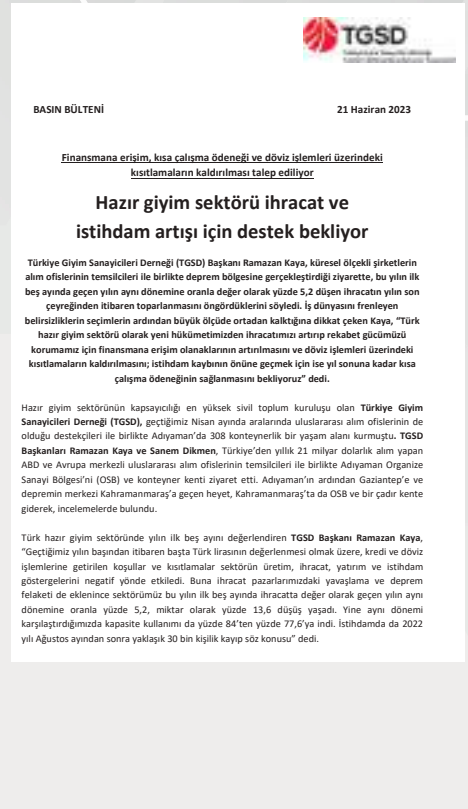 TGSD
BASIN BÜLTENİ 21 Haziran 2023
Finansmana erişim, kısa çalışma ödeneği ve döviz işlemleri üzerindeki
kısıtlamaların kaldırılması talep ediliyor
Hazır giyim sektörü ihracat ve
istihdam artışı için destek bekliyor
Türkiye Giyim Sanayicileri Derneği (TGSD) Başkanı Ramazan Kaya, küresel ölçekli şirketlerin
alım ofislerinin temsilcileri ile birlikte deprem bölgesine gerçekleştirdiği ziyarette, bu yılın ilk
beş ayında geçen yılın aynı dönemine oranla değer olarak yüzde 5,2 düşen ihracatın yılın son
çeyreğinden itibaren toparlanmasını öngördüklerini söyledi. İş dünyasını frenleyen
belirsizliklerin seçimlerin ardından büyük ölçüde ortadan kalktığına dikkat çeken Kaya, "Türk
hazır giyim sektörü olarak yeni hükümetimizden ihracatımızı artırıp rekabet gücümüzü
korumamız için finansmana erişim olanaklarının artırılmasını ve döviz işlemleri üzerindeki
kısıtlamaların kaldırılmasını; istihdam kaybının önüne geçmek için ise yıl sonuna kadar kısa
çalışma ödeneğinin sağlanmasını bekliyoruz" dedi.
Hazır giyim sektörünün kapsayıcılığı en yüksek sivil toplum kuruluşu olan Türkiye Giyim
Sanayicileri Derneği (TGSD), geçtiğimiz Nisan ayında aralarında uluslararası alım ofislerinin de
olduğu destekçileri ile birlikte Adıyaman'da 308 konteynerlik bir yaşam alanı kurmuştu. TGSD
Başkanları Ramazan Kaya ve Sanem Dikmen, Türkiye'den yıllık 21 milyar dolarlık alım yapan
ABD ve Avrupa merkezli uluslararası alım ofislerinin temsilcileri ile birlikte Adıyaman Organize
Sanayi Bölgesi'ni (OSB) ve konteyner kenti ziyaret etti. Adıyaman'ın ardından Gaziantep'e ve
depremin merkezi Kahramanmaraş'a geçen heyet, Kahramanmaraş'ta da OSB ve bir çadır kente
giderek, incelemelerde bulundu.
Türk hazır giyim sektöründe yılın ilk beş ayını değerlendiren TGSD Başkanı Ramazan Kaya,
"Geçtiğimiz yılın başından itibaren başta Türk lirasının değerlenmesi olmak üzere, kredi ve döviz
işlemlerine getirilen koşullar ve kısıtlamalar sektörün üretim, ihracat, yatırım ve istihdam
göstergelerini negatif yönde etkiledi. Buna ihracat pazarlarımızdaki yavaşlama ve deprem
felaketi de eklenince sektörümüz bu yılın ilk beş ayında ihracatta değer olarak geçen yılın aynı
dönemine oranla yüzde 5,2, miktar olarak yüzde 13,6 düşüş yaşadı. Yine aynı dönemi
karşılaştırdığımızda kapasite kullanımı da yüzde 84'ten yüzde 77,6'ya indi. İstihdamda da 2022
yılı Ağustos ayından sonra yaklaşık 30 bin kişilik kayıp söz konusu" dedi.